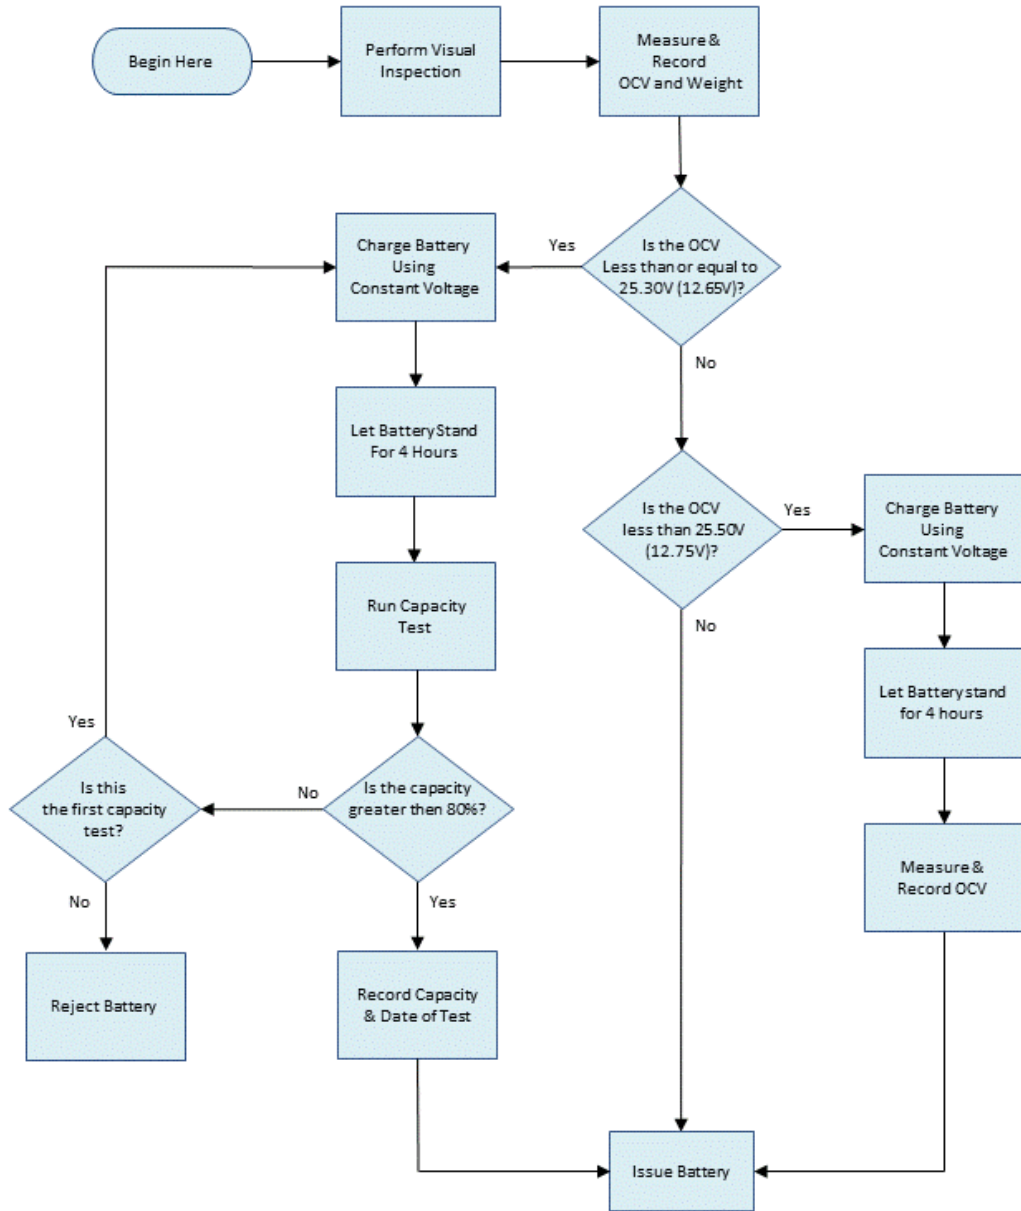 Begin Here
Perform Visual
Inspection
Measure &
Record
OCV and Weight
Is the OCV
Less than or equal to
25.30V (12.65V)?
Yes
No
Charge Battery
Using
Constant Voltage
Let Battery Stand
For 4 Hours
Run Capacity
Test
Is the capacity
greater then 80%?
No
Yes
Is this
the first capacity
test?
Yes
No
Reject Battery
Record Capacity
& Date of Test
Is the OCV
less than 25.50V
(12.75V)?
Yes
No
Charge Battery
Using
Constant Voltage
Let Battery stand
for 4 hours
Measure &
Record OCV
Issue Battery